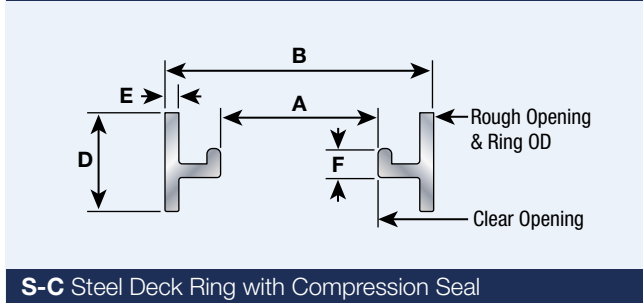 B
E
A
Rough Opening
& Ring OD
D
F
Clear Opening
S-C Steel Deck Ring with Compression Seal